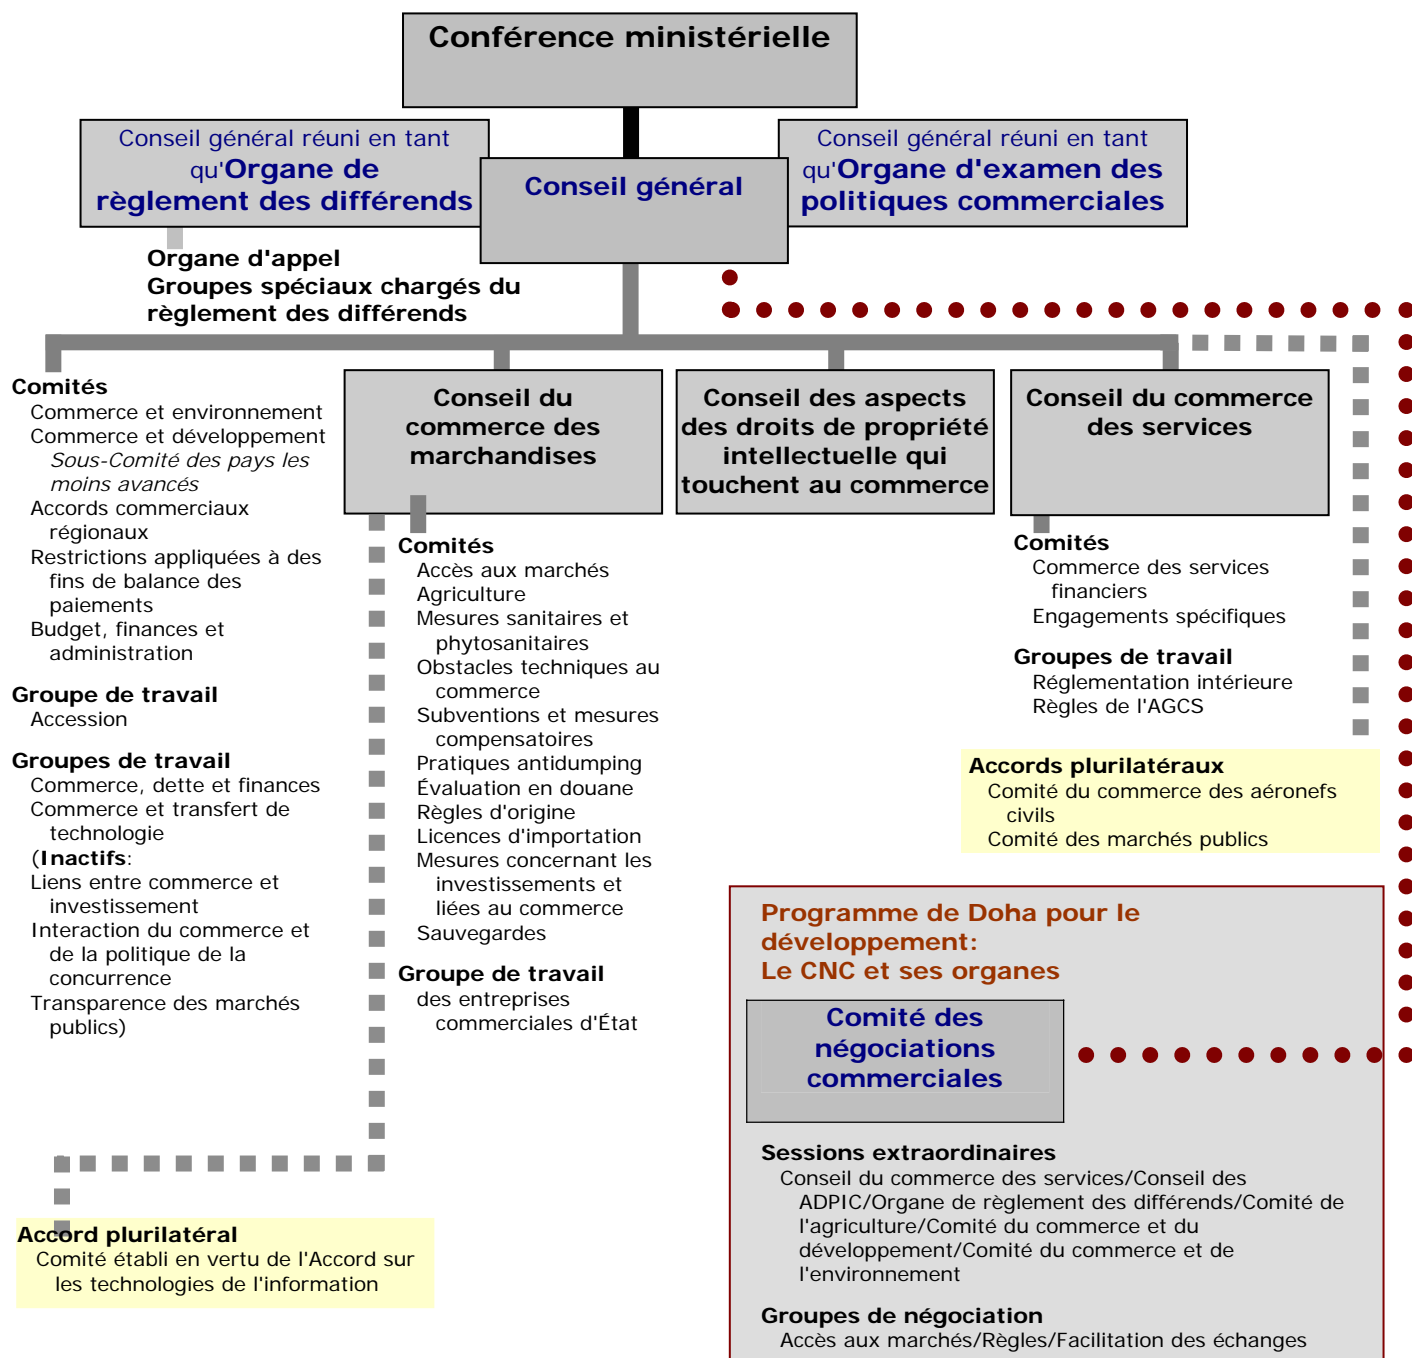 Conférence ministérielle
Conseil général réuni en tant
qu'Organe de
règlement des différends
Conseil général
Conseil général réuni en tant
qu'Organe d'examen des
politiques commerciales
Organe d'appel
Groupes spéciaux chargés du
règlement des différends
Comités
Commerce et environnement
Commerce et développement
Sous-Comité des pays les
moins avancés
Accords commerciaux
régionaux
Restrictions appliquées à des
fins de balance des
paiements
Budget, finances et
administration
Groupe de travail
Accession
Groupes de travail
Commerce, dette et finances
Commerce et transfert de
technologie
(Inactifs:
Liens entre commerce et
investissement
Interaction du commerce et
de la politique de la
concurrence
Transparence des marchés
publics)
Conseil du
commerce des
marchandises
Comités
Accès aux marchés
Agriculture
Mesures sanitaires et
phytosanitaires
Obstacles techniques au
commerce
Subventions et mesures
compensatoires
Pratiques antidumping
Évaluation en douane
Règles d'origine
Licences d'importation
Mesures concernant les
investissements et
liées au commerce
Sauvegardes
Groupe de travail
des entreprises
commerciales d'État
Conseil des aspects
des droits de propriété
intellectuelle qui
touchent au commerce
Conseil du commerce
des services
Comités
Commerce des services
financiers
Engagements spécifiques
Groupes de travail
Réglementation intérieure
Règles de l'AGCS
Accords plurilatéraux
Comité du commerce des aéronefs
civils
Comité des marchés publics
Accord plurilatéral
Comité établi en vertu de l'Accord sur
les technologies de l'information
Programme de Doha pour le
développement:
Le CNC et ses organes
Comité des
négociations
commerciales
Sessions extraordinaires
Conseil du commerce des services/Conseil des
ADPIC/Organe de règlement des différends/Comité de
l'agriculture/Comité du commerce et du
développement/Comité du commerce et de
l'environnement
Groupes de négociation
Accès aux marchés/Règles/Facilitation des échanges